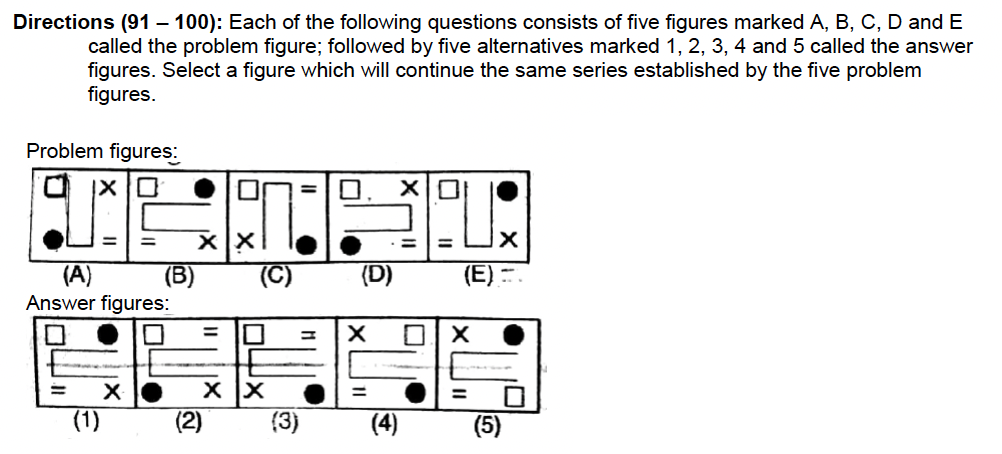 Directions (91 – 100): Each of the following questions consists of five figures marked A, B, C, D and E
called the problem figure; followed by five alternatives marked 1, 2, 3, 4 and 5 called the answer
figures. Select a figure which will continue the same series established by the five problem
figures.
Problem figures:
X = X = X = X = X =
(A) (B) (C) (D) (E)
Answer figures:
= X = X = X X = X =
(1) (2) (3) (4) (5)